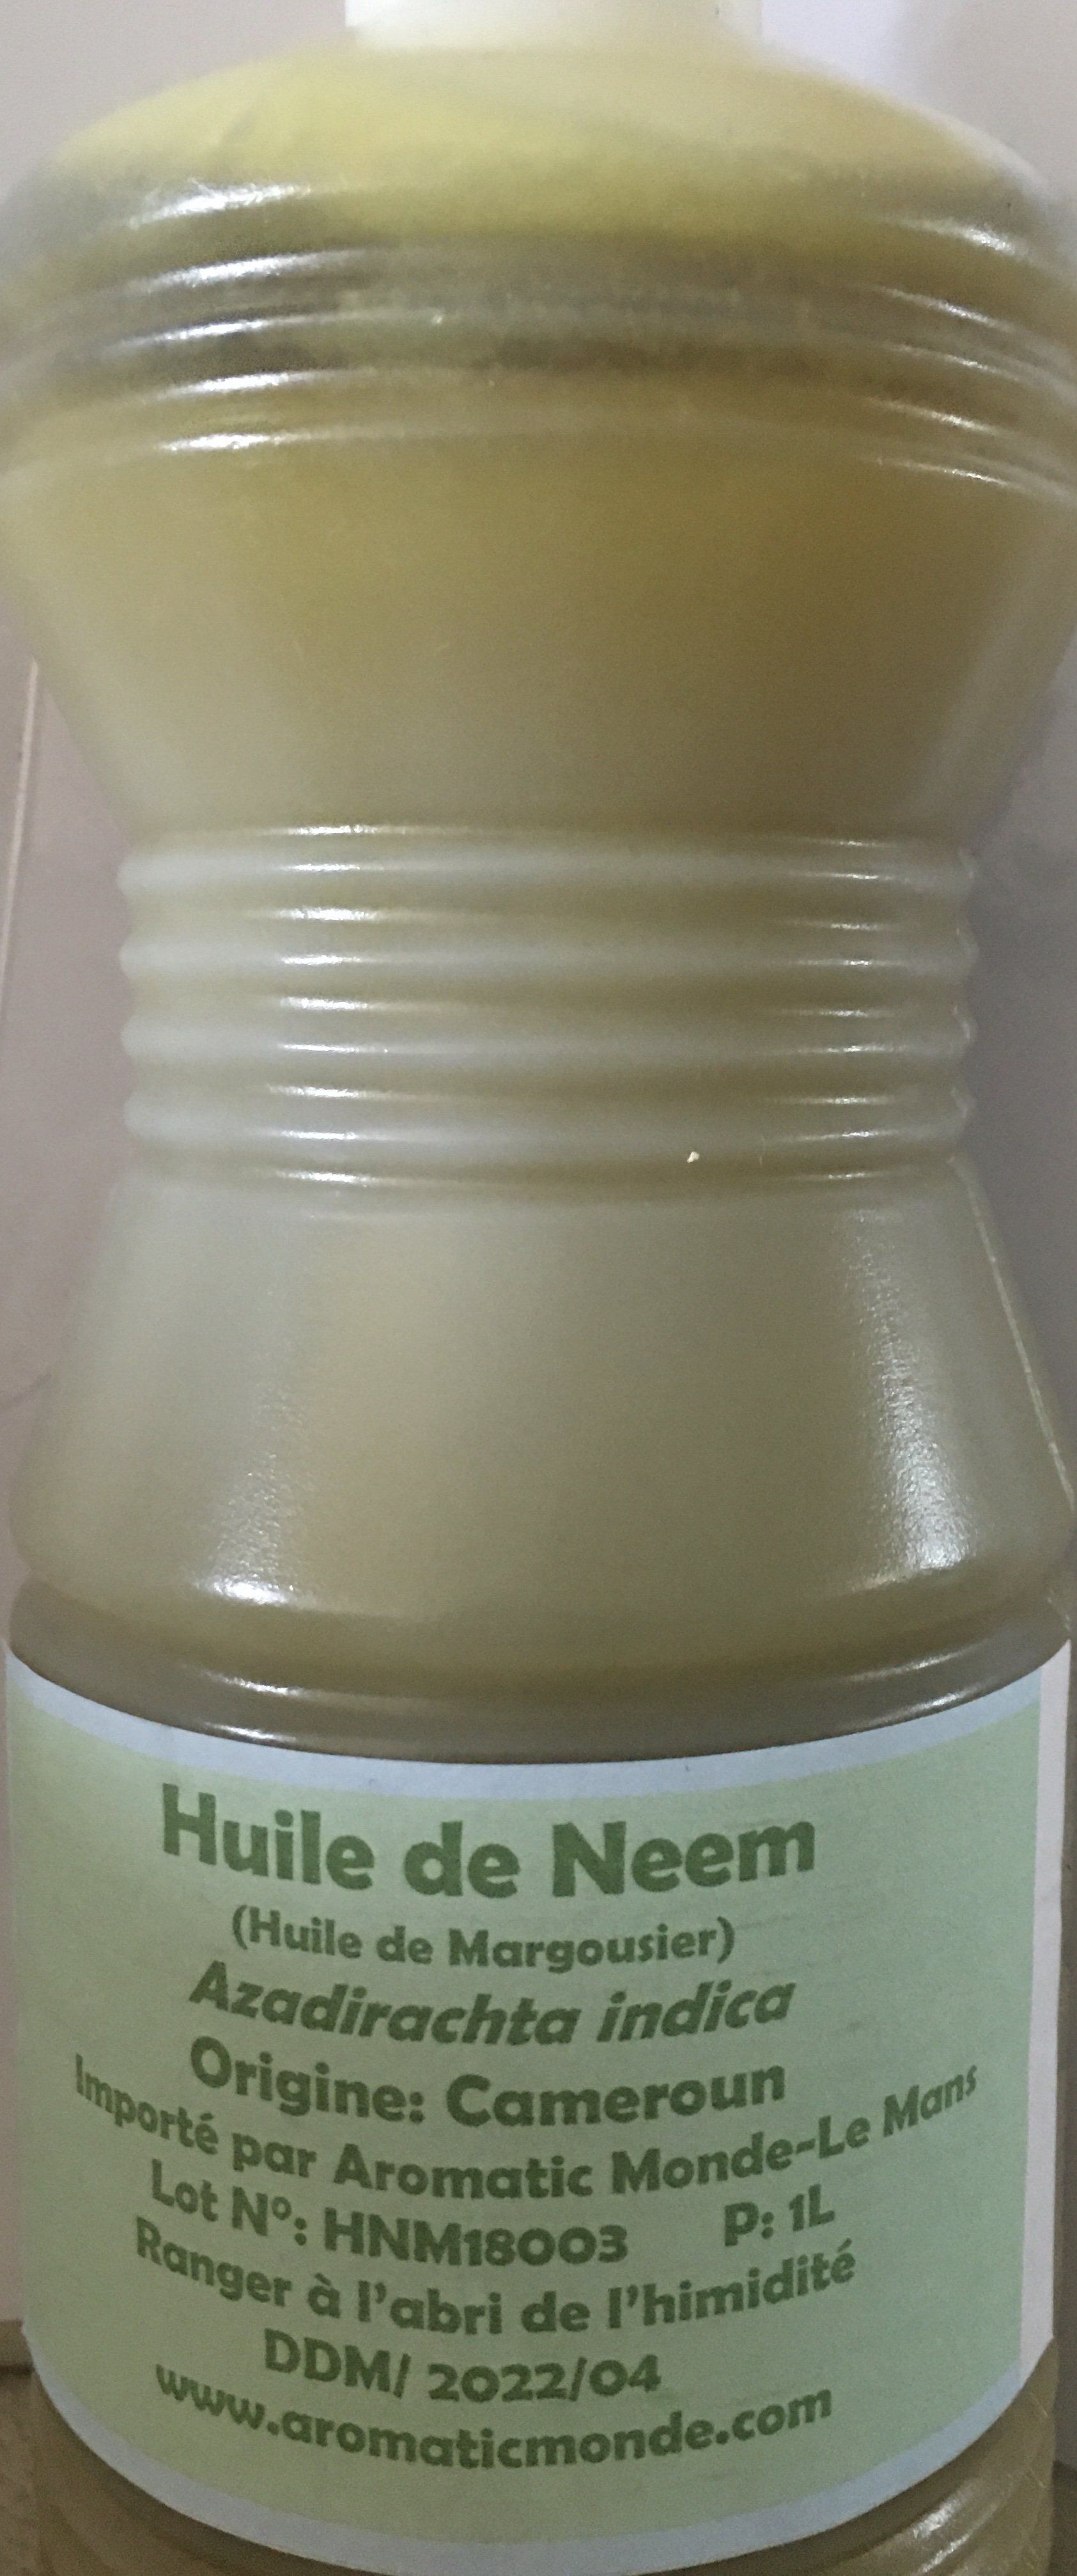 Huile de Neem
(Huile de Margousier)
Azadirachta indica
Origine: Cameroun
Importé par Aromatic Monde-Le Mans
Lot N°: HNM18003 P: 1L
Ranger à l'abri de l'himidité
DDM/ 2022/04
www.aromaticmonde.com